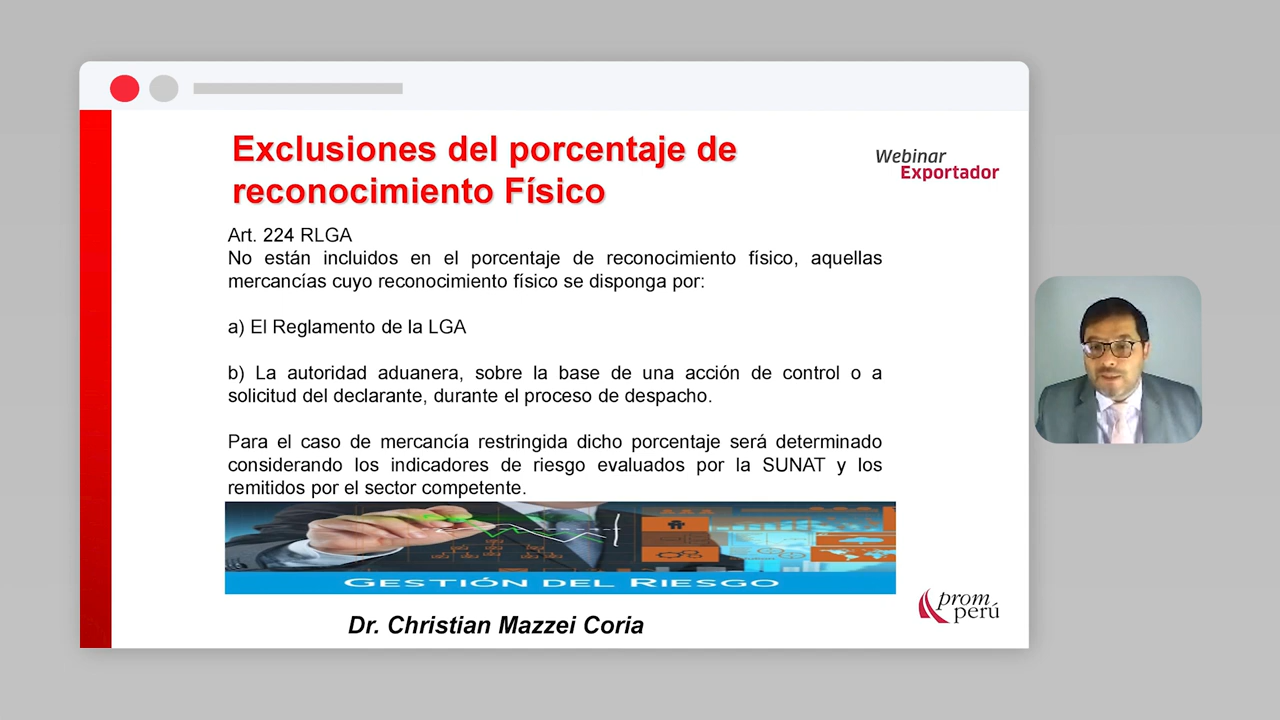 Exclusiones del porcentaje de
reconocimiento Físico
Webinar
Exportador
Art. 224 RLGA
No están incluidos en el porcentaje de reconocimiento físico, aquellas
mercancías cuyo reconocimiento físico se disponga por:
a) El Reglamento de la LGA
b) La autoridad aduanera, sobre la base de una acción de control o a
solicitud del declarante, durante el proceso de despacho.
Para el caso de mercancía restringida dicho porcentaje será determinado
considerando los indicadores de riesgo evaluados por la SUNAT y los
remitidos por el sector competente.
GESTIÓN DEL RIESGO
Dr. Christian Mazzei Coria
prom
perú